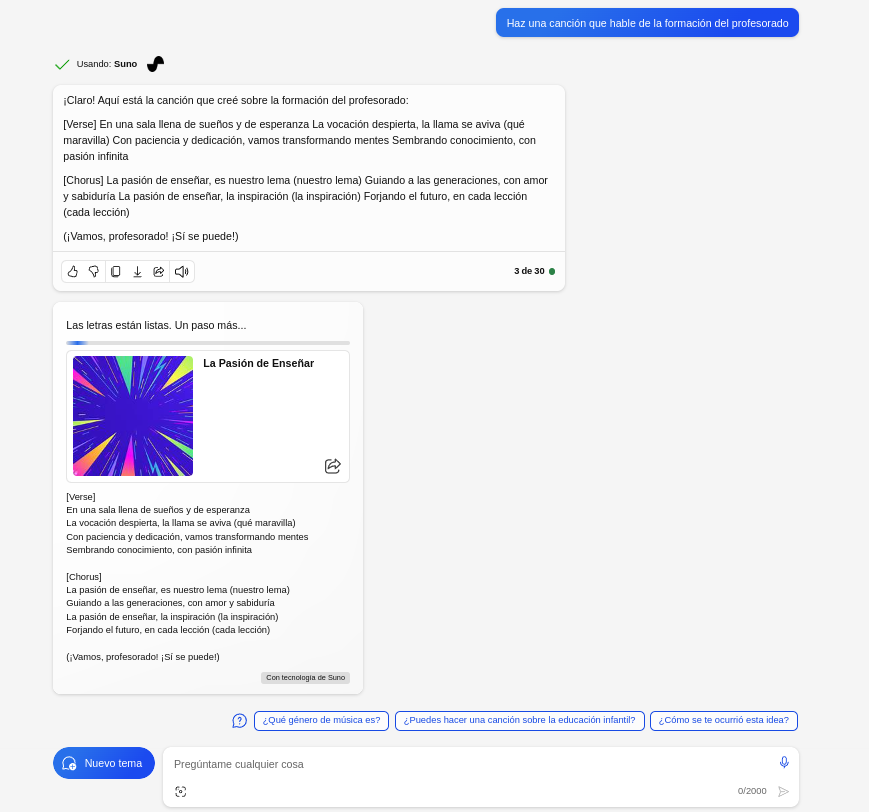 Haz una canción que hable de la formación del profesorado
Usando: Suno
¡Claro! Aquí está la canción que creé sobre la formación del profesorado:
[Verse] En una sala llena de sueños y de esperanza La vocación despierta, la llama se aviva (qué
maravilla) Con paciencia y dedicación, vamos transformando mentes Sembrando conocimiento, con
pasión infinita
[Chorus] La pasión de enseñar, es nuestro lema (nuestro lema) Guiando a las generaciones, con amor
y sabiduría La pasión de enseñar, la inspiración (la inspiración) Forjando el futuro, en cada lección
(cada lección)
(¡Vamos, profesorado! ¡Sí se puede!)
3 de 30
Las letras están listas. Un paso más...
La Pasión de Enseñar
[Verse]
En una sala llena de sueños y de esperanza
La vocación despierta, la llama se aviva (qué maravilla)
Con paciencia y dedicación, vamos transformando mentes
Sembrando conocimiento, con pasión infinita
[Chorus]
La pasión de enseñar, es nuestro lema (nuestro lema)
Guiando a las generaciones, con amor y sabiduría
La pasión de enseñar, la inspiración (la inspiración)
Forjando el futuro, en cada lección (cada lección)
(¡Vamos, profesorado! ¡Sí se puede!)
Con tecnología de Suno
¿Qué género de música es?
¿Puedes hacer una canción sobre la educación infantil?
¿Cómo se te ocurrió esta idea?
Nuevo tema
Pregúntame cualquier cosa
0/2000